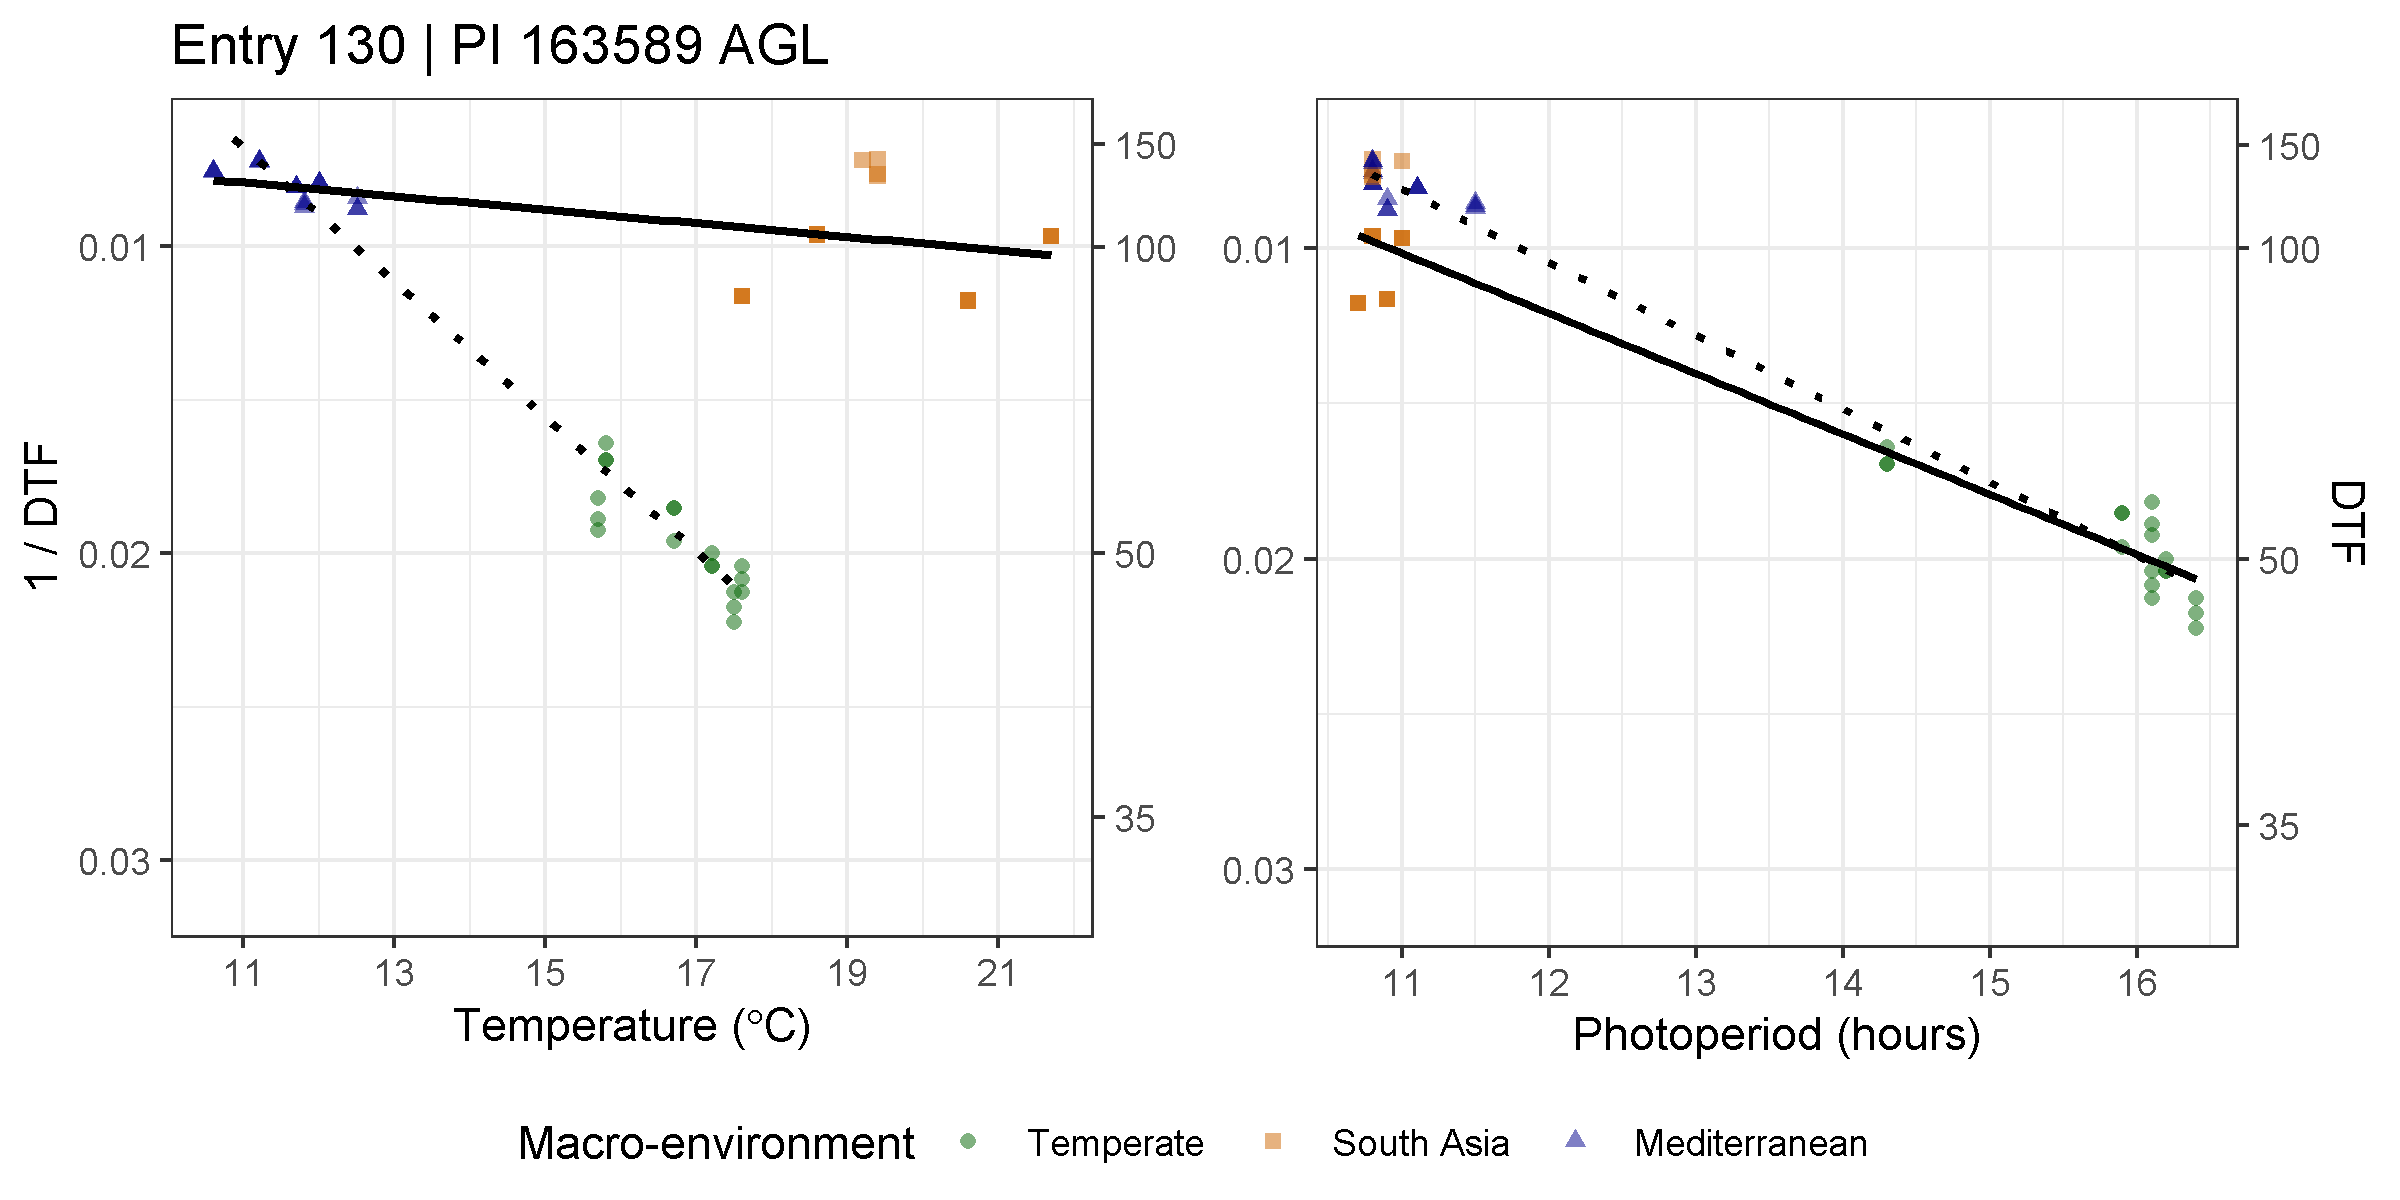 Entry 130 | PI 163589 AGL
1 / DTF
0.01
0.02
0.03
150
100
50
35
11 13 15 17 19 21
Temperature (°C)
0.01
0.02
0.03
150
100
50
35
DTF
11 12 13 14 15 16
Photoperiod (hours)
Macro-environment Temperate South Asia Mediterranean